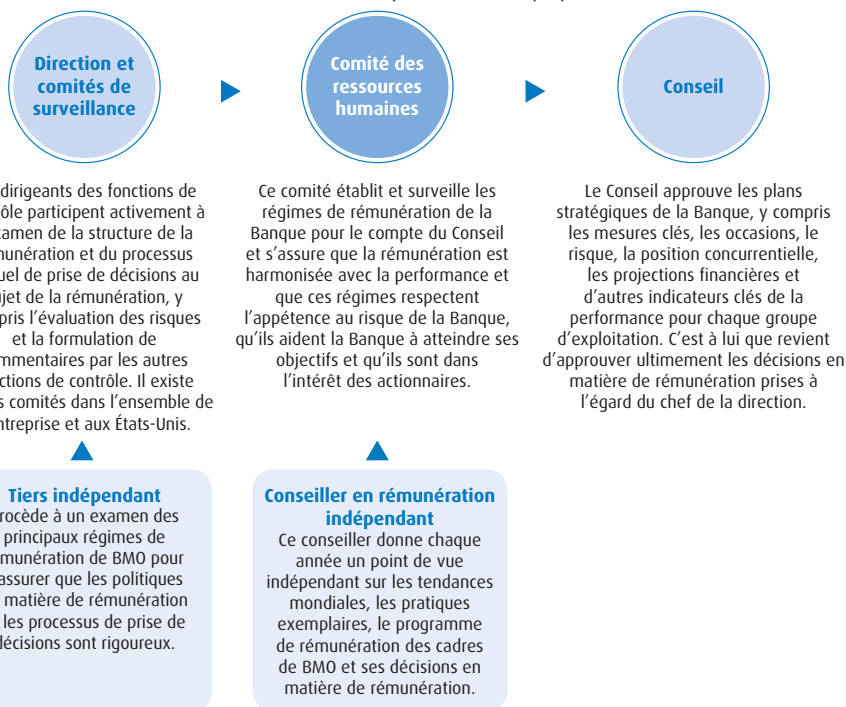 Direction et
comités de
surveillance
Comité des
ressources
humaines
Conseil
dirigeants des fonctions de
participent activement à
de la structure de la
et du processus
de prise de décisions au
de la rémunération, y
l'évaluation des risques
et la formulation de
par les autres
de contrôle. Il existe
comités dans l'ensemble de
et aux États-Unis.
Ce comité établit et surveille les
régimes de rémunération de la
Banque pour le compte du Conseil
et s'assure que la rémunération est
harmonisée avec la performance et
que ces régimes respectent
l'appétence au risque de la Banque,
qu'ils aident la Banque à atteindre ses
objectifs et qu'ils sont dans
l'intérêt des actionnaires.
Le Conseil approuve les plans
stratégiques de la Banque, y compris
les mesures clés, les occasions, le
risque, la position concurrentielle,
les projections financières et
d'autres indicateurs clés de la
performance pour chaque groupe
d'exploitation. C'est à lui que revient
d'approuver ultimement les décisions en
matière de rémunération prises à
l'égard du chef de la direction.
Tiers indépendant
à un examen des
principaux régimes de
de BMO pour
que les politiques
matière de rémunération
les processus de prise de
décisions sont rigoureux.
Conseiller en rémunération
indépendant
Ce conseiller donne chaque
année un point de vue
indépendant sur les tendances
mondiales, les pratiques
exemplaires, le programme
de rémunération des cadres
de BMO et ses décisions en
matière de rémunération.